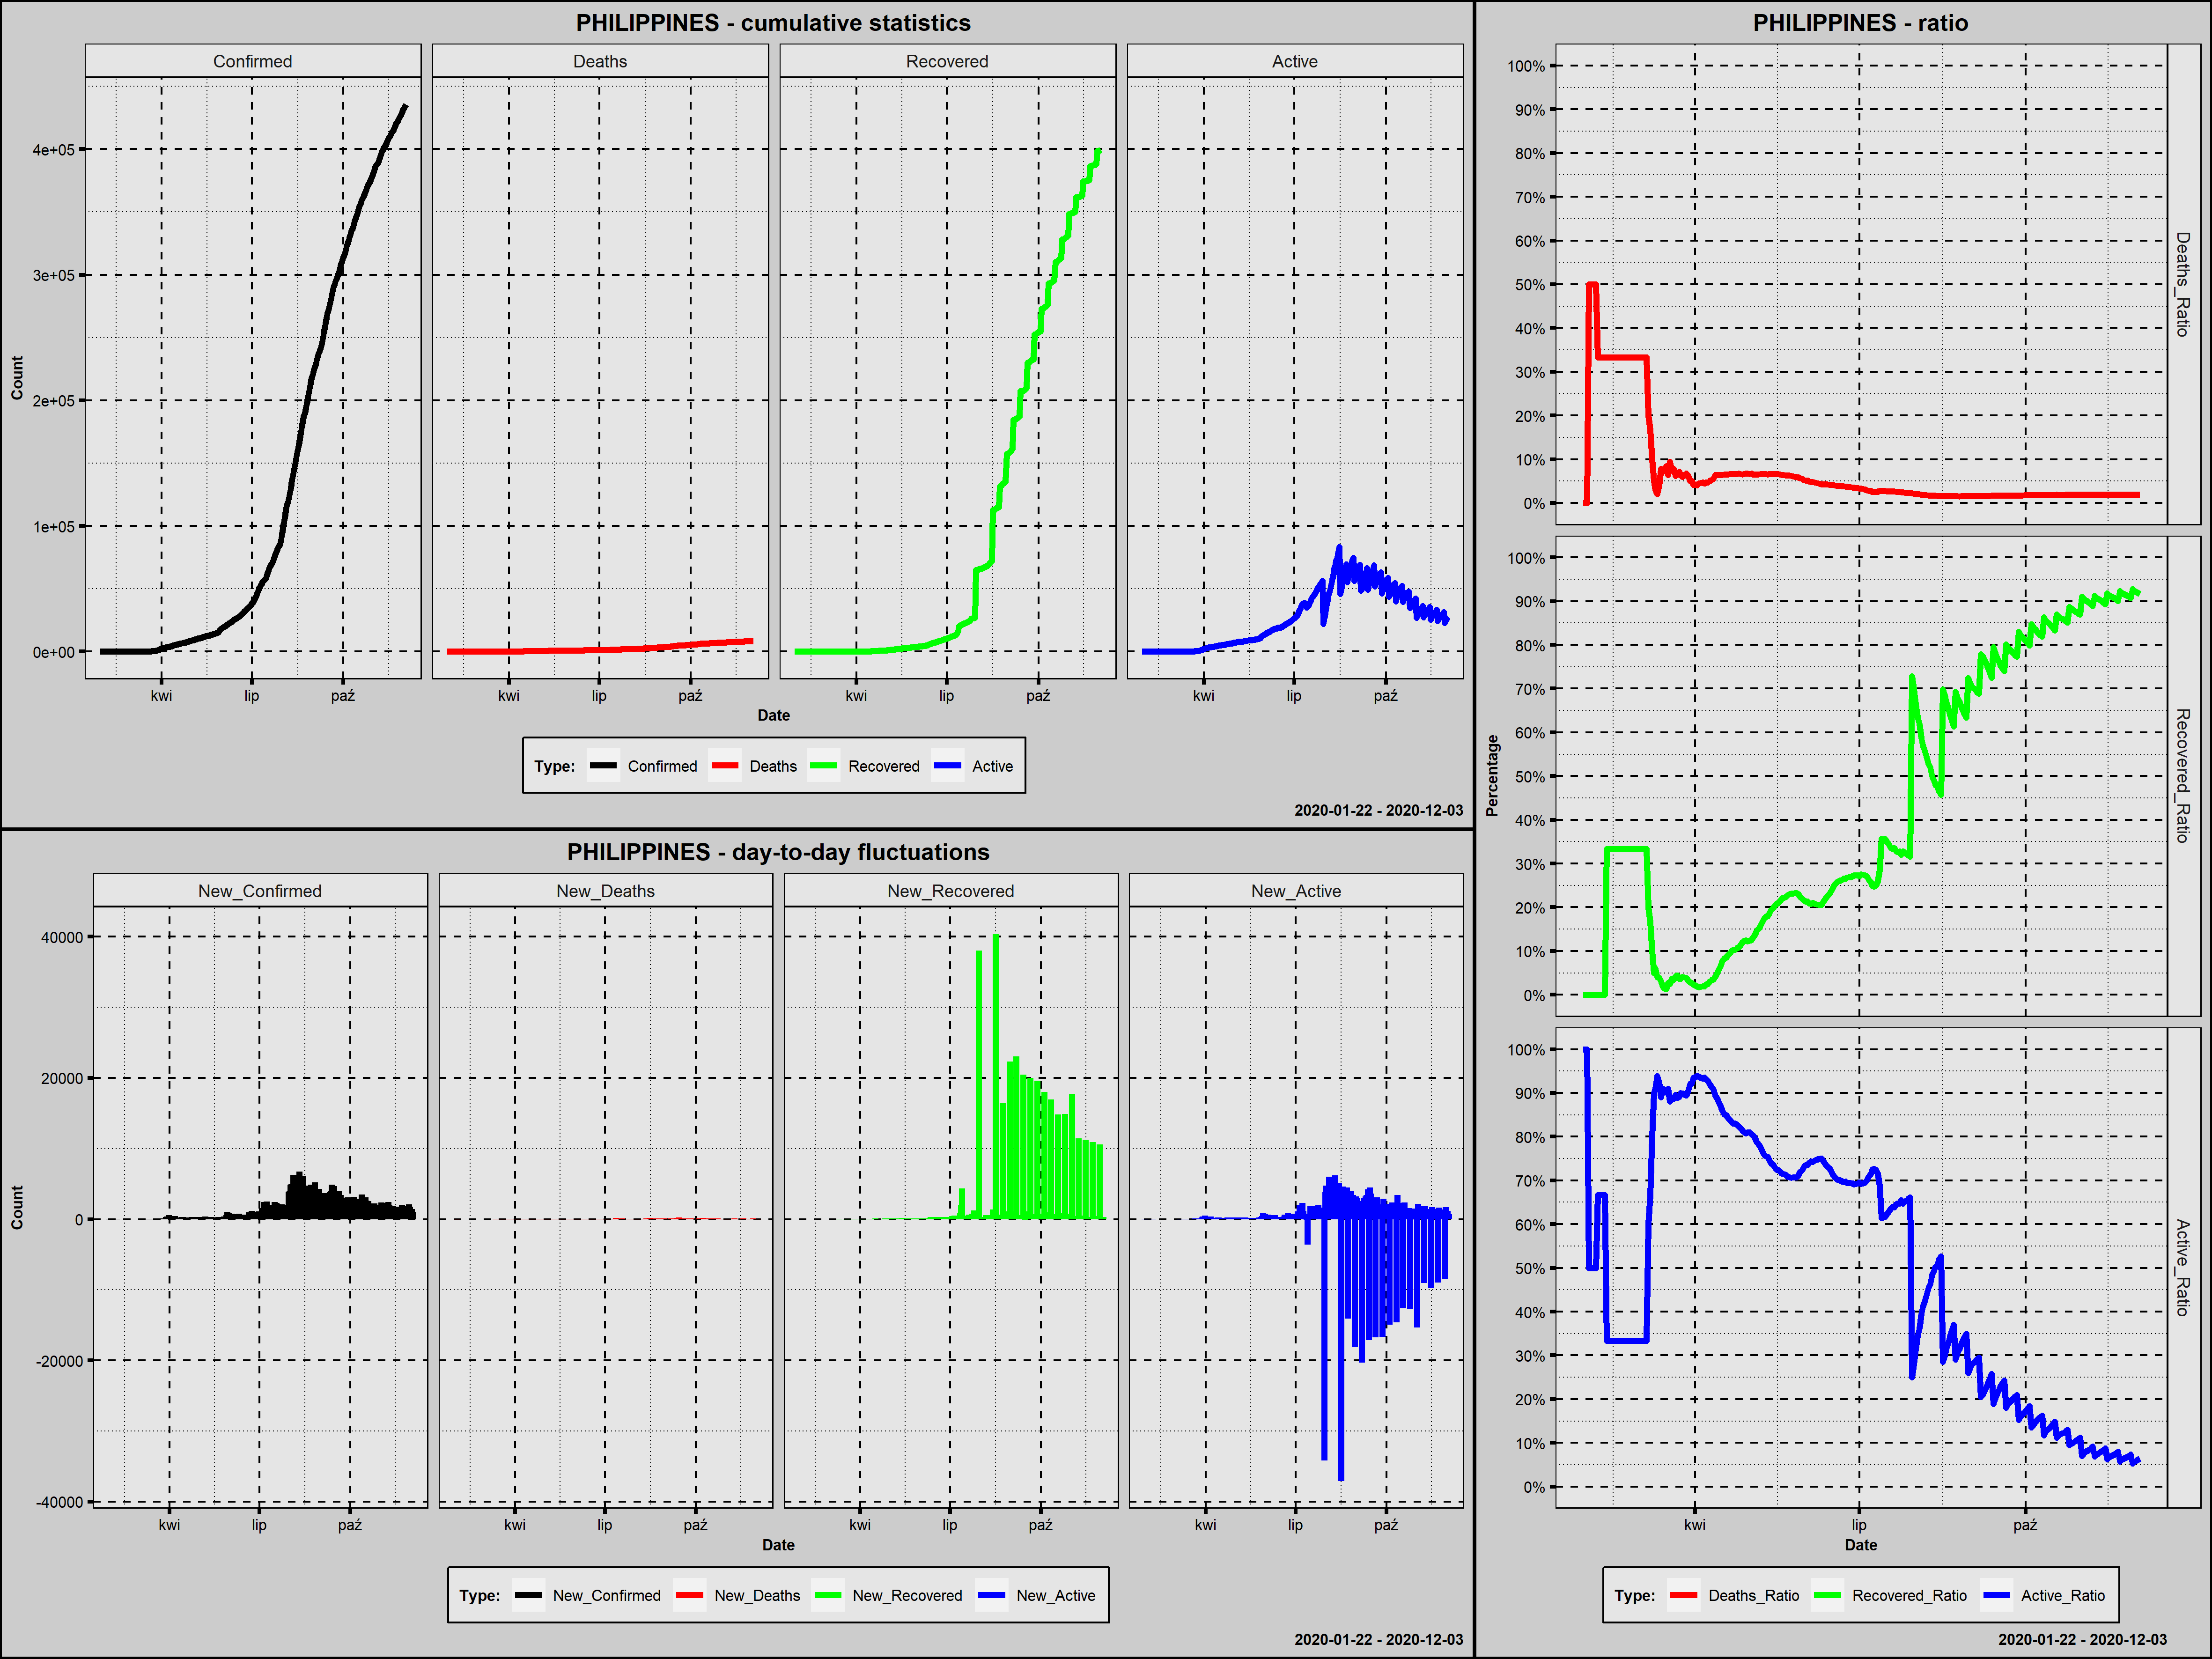 PHILIPPINES - cumulative statistics
Confirmed Deaths Recovered Active
Count
4e+05
3e+05
2e+05
1e+05
0e+00
kwi lip paź kwi lip paź kwi lip paź kwi lip paź
Date
Type: Confirmed Deaths Recovered Active
2020-01-22 - 2020-12-03
PHILIPPINES - day-to-day fluctuations
New_Confirmed New_Deaths New_Recovered New_Active
Count
40000
20000
0
-20000
-40000
kwi lip paź kwi lip paź kwi lip paź kwi lip paź
Date
Type: New_Confirmed New_Deaths New_Recovered New_Active
2020-01-22 - 2020-12-03
PHILIPPINES - ratio
Percentage
100%
90%
80%
70%
60%
50%
40%
30%
20%
10%
0%
Deaths_Ratio
100%
90%
80%
70%
60%
50%
40%
30%
20%
10%
0%
Recovered_Ratio
100%
90%
80%
70%
60%
50%
40%
30%
20%
10%
0%
Active_Ratio
kwi lip paź
Date
Type: Deaths_Ratio Recovered_Ratio Active_Ratio
2020-01-22 - 2020-12-03